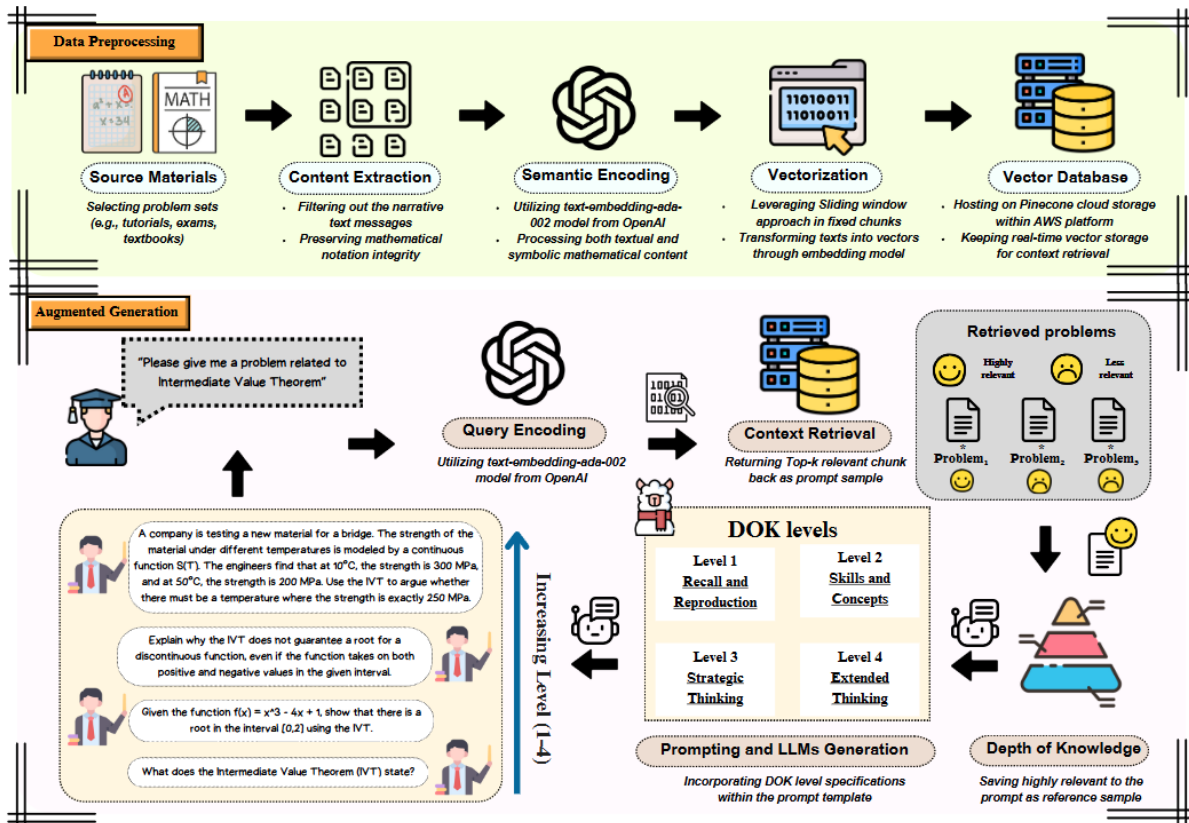 Data Preprocessing
a² + x=
x=34
A
MATH
11010011
11010011
Source Materials
Selecting problem sets
(e.g., tutorials, exams,
textbooks)
Content Extraction
• Filtering out the narrative
text messages
• Preserving mathematical
notation integrity
Semantic Encoding
• Utilizing text-embedding-ada-
002 model from OpenAI
• Processing both textual and
symbolic mathematical content
Vectorization
• Leveraging Sliding window
approach in fixed chunks
• Transforming texts into vectors
through embedding model
Vector Database
• Hosting on Pinecone cloud storage
within AWS platform
• Keeping real-time vector storage
for context retrieval
Augmented Generation
"Please give me a problem related to
Intermediate Value Theorem"
Query Encoding
Utilizing text-embedding-ada-002
model from OpenAI
Context Retrieval
Returning Top-k relevant chunk
back as prompt sample
Retrieved problems
Highly
relevant
Less
relevant
* * *
Problem₁ Problem₂ Problem₃
A company is testing a new material for a bridge. The strength of the
material under different temperatures is modeled by a continuous
function S(T). The engineers find that at 10°C, the strength is 300 MPa,
and at 50°C, the strength is 200 MPa. Use the IVT to argue whether
there must be a temperature where the strength is exactly 250 MPa.
Explain why the IVT does not guarantee a root for a
discontinuous function, even if the function takes on both
positive and negative values in the given interval.
Given the function f(x) = x^3 - 4x + 1, show that there is a
root in the interval [0,2] using the IVT.
What does the Intermediate Value Theorem (IVT) state?
Increasing Level (1-4)
DOK levels
Level 1
Recall and
Reproduction
Level 2
Skills and
Concepts
Level 3
Strategic
Thinking
Level 4
Extended
Thinking
Prompting and LLMs Generation
Incorporating DOK level specifications
within the prompt template
Depth of Knowledge
Saving highly relevant to the
prompt as reference sample